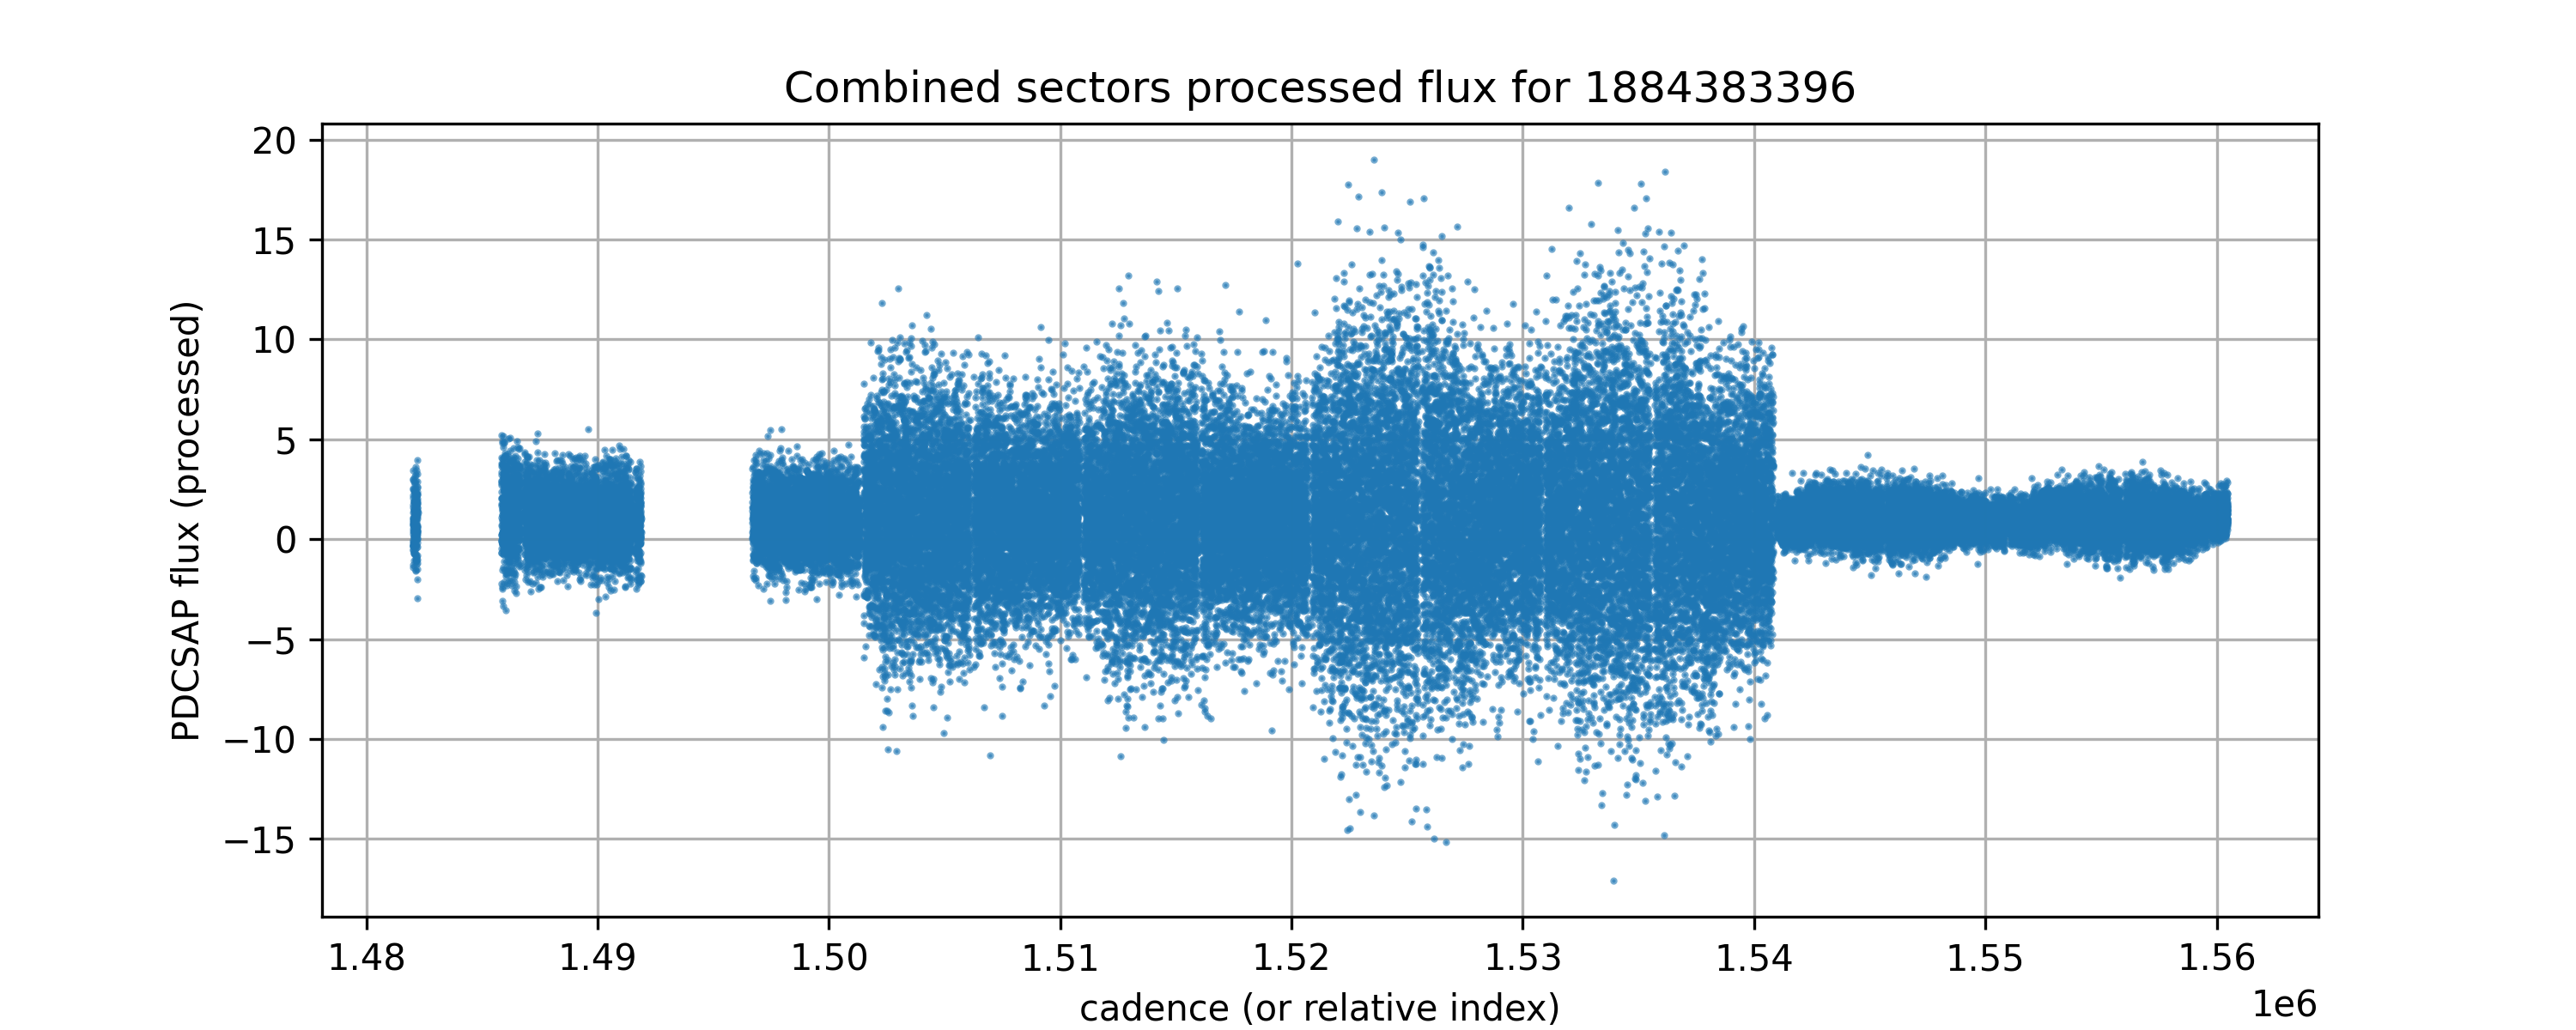 Combined sectors processed flux for 1884383396
20
15
10
5
0
−5
−10
−15
PDCSAP flux (processed)
1.48 1.49 1.50 1.51 1.52 1.53 1.54 1.55 1.56
1e6
cadence (or relative index)